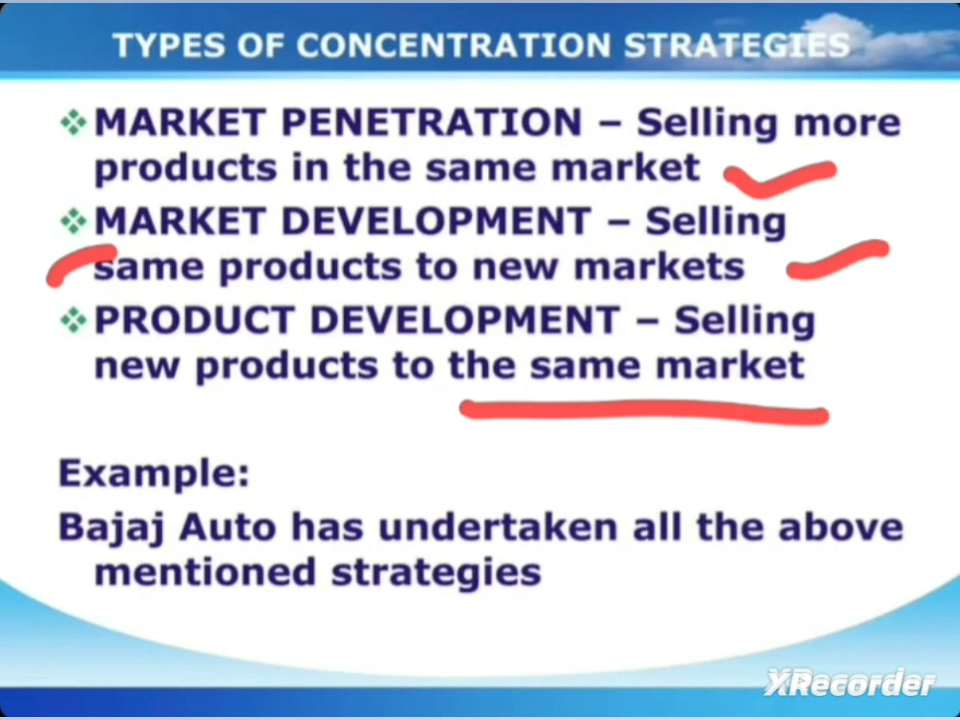 TYPES OF CONCENTRATION STRATEGIES
❖ MARKET PENETRATION – Selling more
products in the same market
❖ MARKET DEVELOPMENT – Selling
same products to new markets
❖ PRODUCT DEVELOPMENT – Selling
new products to the same market
Example:
Bajaj Auto has undertaken all the above
mentioned strategies
XRecorder